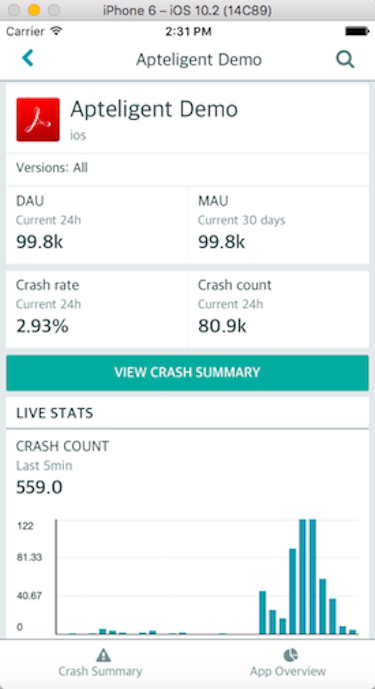 iPhone 6 – iOS 10.2 (14C89)
Carrier 2:31 PM
Apteligent Demo
Apteligent Demo
ios
Versions: All
DAU MAU
Current 24h Current 30 days
99.8k 99.8k
Crash rate Crash count
Current 24h Current 24h
2.93% 80.9k
VIEW CRASH SUMMARY
LIVE STATS
CRASH COUNT
Last 5min
559.0
122
81.33
40.67
0
Crash Summary App Overview